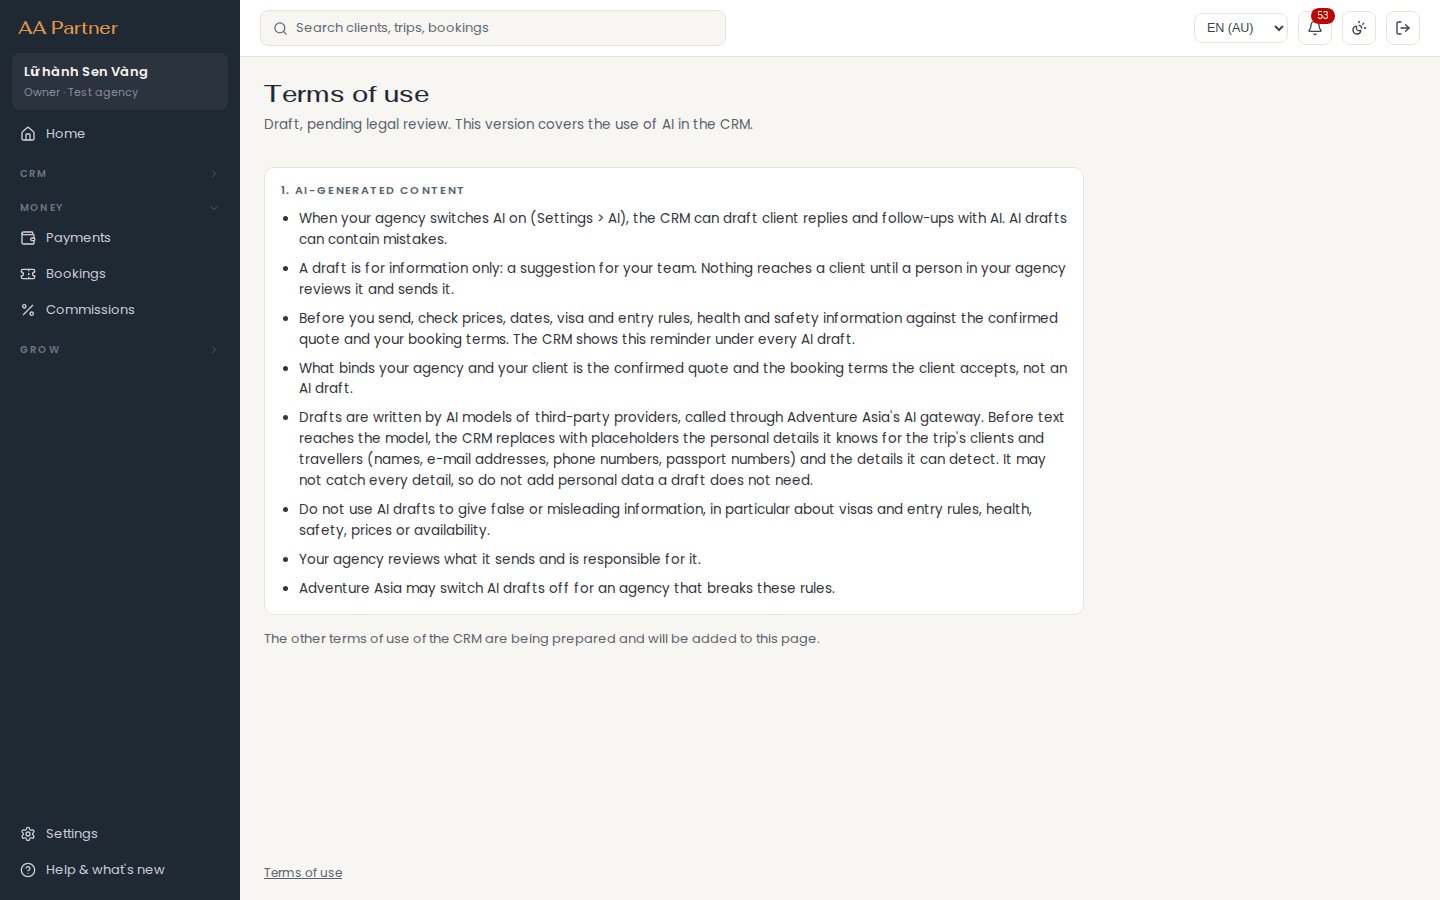 AA Partner
Lữ hành Sen Vàng
Owner · Test agency
Home
CRM
MONEY
Payments
Bookings
Commissions
GROW
Settings
Help & what's new
Search clients, trips, bookings
EN (AU)
53
Terms of use
Draft, pending legal review. This version covers the use of AI in the CRM.
1. AI-GENERATED CONTENT
• When your agency switches AI on (Settings > AI), the CRM can draft client replies and follow-ups with AI. AI drafts
can contain mistakes.
• A draft is for information only: a suggestion for your team. Nothing reaches a client until a person in your agency
reviews it and sends it.
• Before you send, check prices, dates, visa and entry rules, health and safety information against the confirmed
quote and your booking terms. The CRM shows this reminder under every AI draft.
• What binds your agency and your client is the confirmed quote and the booking terms the client accepts, not an
AI draft.
• Drafts are written by AI models of third-party providers, called through Adventure Asia's AI gateway. Before text
reaches the model, the CRM replaces with placeholders the personal details it knows for the trip's clients and
travellers (names, e-mail addresses, phone numbers, passport numbers) and the details it can detect. It may
not catch every detail, so do not add personal data a draft does not need.
• Do not use AI drafts to give false or misleading information, in particular about visas and entry rules, health,
safety, prices or availability.
• Your agency reviews what it sends and is responsible for it.
• Adventure Asia may switch AI drafts off for an agency that breaks these rules.
The other terms of use of the CRM are being prepared and will be added to this page.
Terms of use